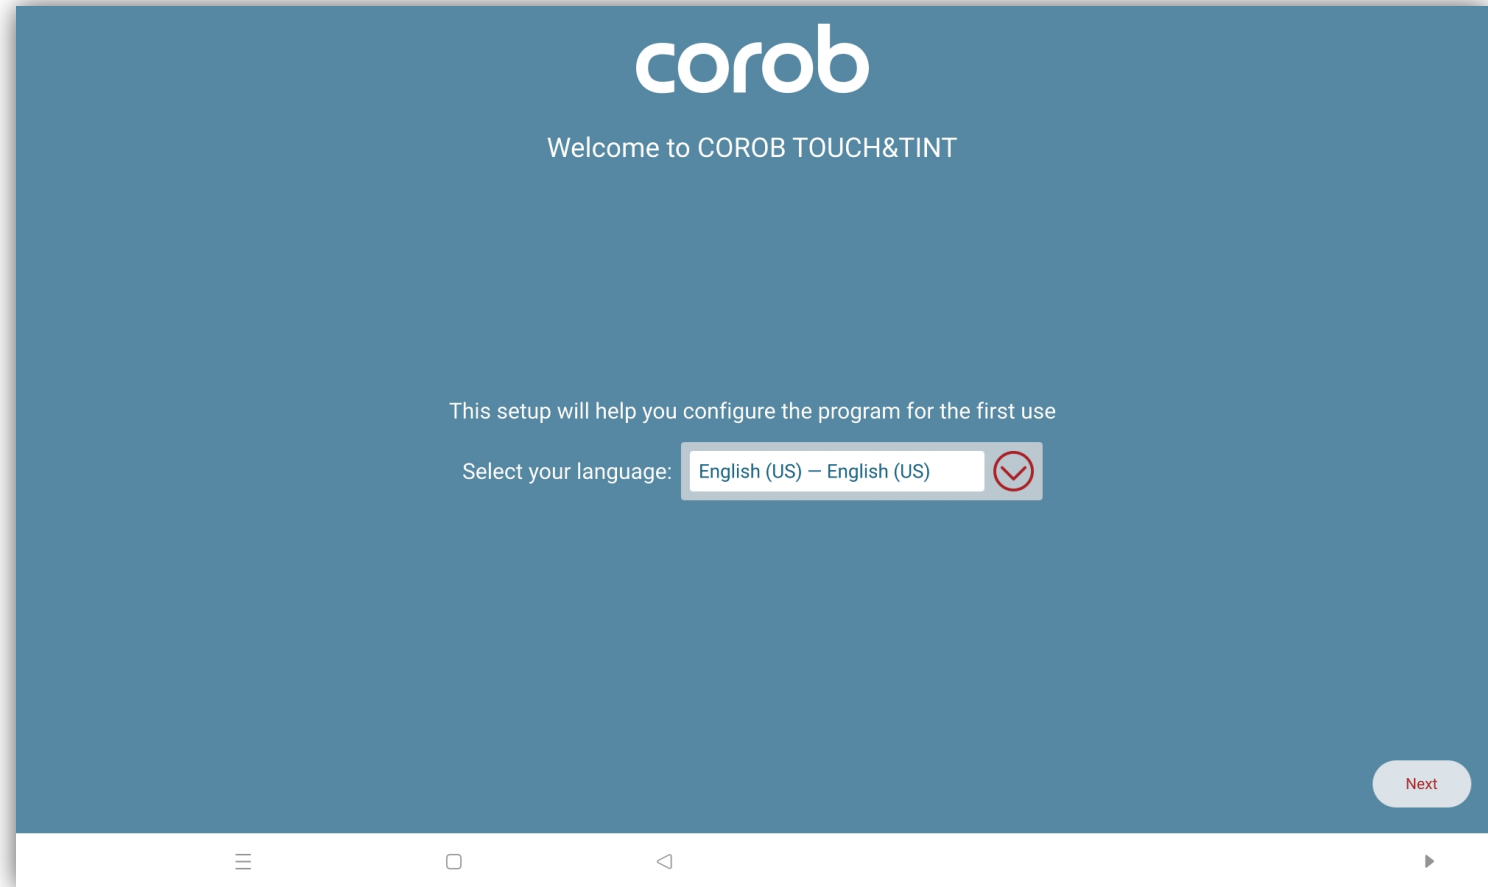 corob
Welcome to COROB TOUCH&TINT
This setup will help you configure the program for the first use
Select your language: English (US) — English (US)
Next